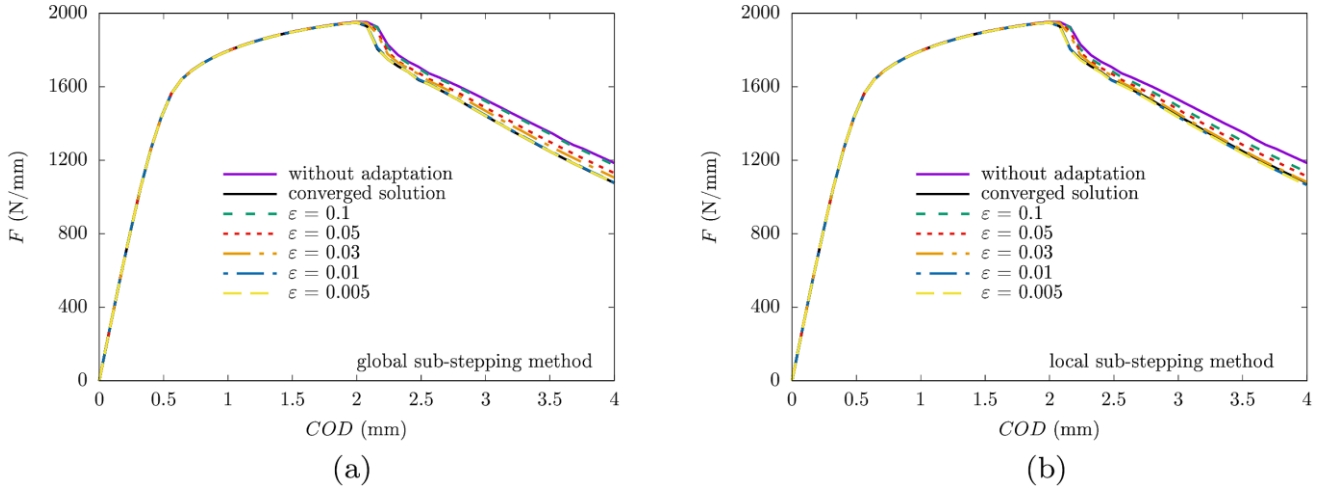 2000
1600
1200
800
400
0
F (N/mm)
without adaptation
converged solution
ε = 0.1
ε = 0.05
ε = 0.03
ε = 0.01
ε = 0.005
global sub-stepping method
0 0.5 1 1.5 2 2.5 3 3.5 4
COD (mm)
(a)
2000
1600
1200
800
400
0
F (N/mm)
without adaptation
converged solution
ε = 0.1
ε = 0.05
ε = 0.03
ε = 0.01
ε = 0.005
local sub-stepping method
0 0.5 1 1.5 2 2.5 3 3.5 4
COD (mm)
(b)